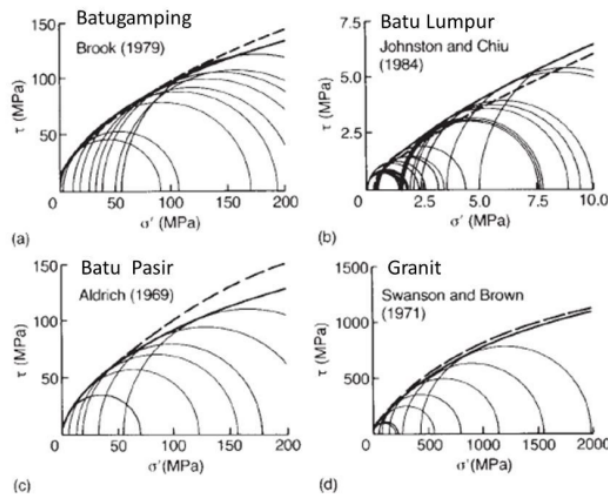 Batugamping
Brook (1979)
τ (MPa)
150
100
50
0
50
100
150
200
σ' (MPa)
(a)
Batu Lumpur
Johnston and Chiu
(1984)
τ (MPa)
7.5
5.0
2.5
0
2.5
5.0
7.5
10.0
σ' (MPa)
(b)
Batu Pasir
Aldrich (1969)
τ (MPa)
150
100
50
0
50
100
150
200
σ'(MPa)
(c)
Granit
Swanson and Brown
(1971)
τ (MPa)
1500
1000
500
0
500
1000
1500
2000
σ'(MPa)
(d)